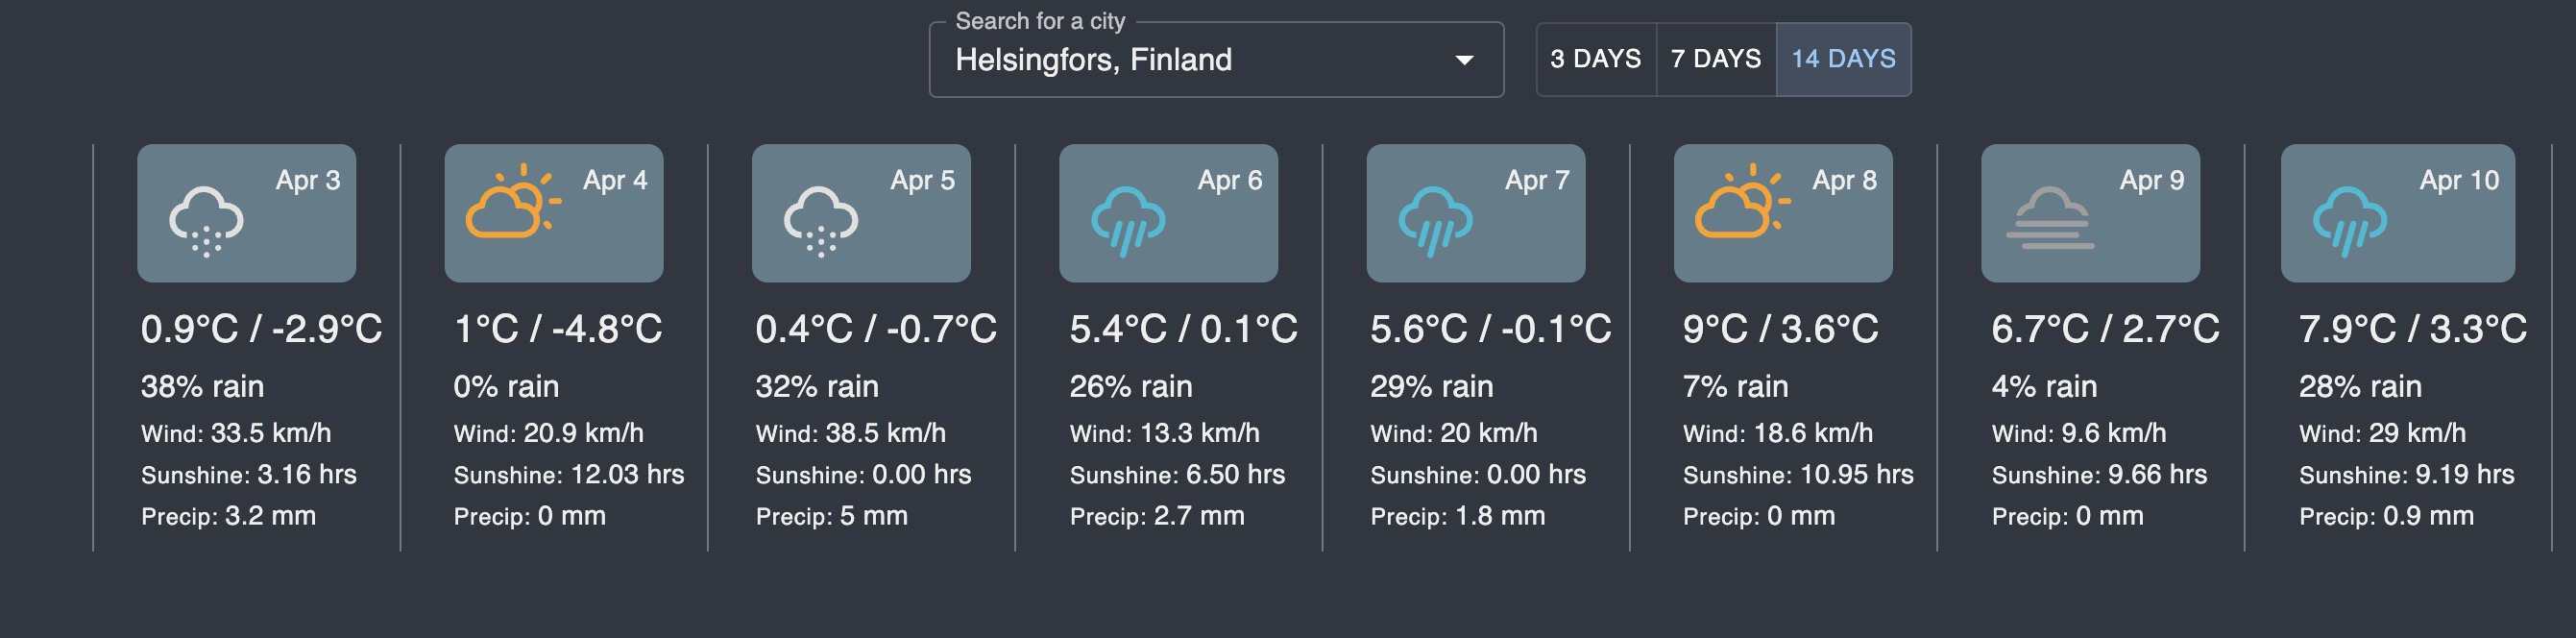 Search for a city
Helsingfors, Finland
3 DAYS
7 DAYS
14 DAYS
Apr 3
0.9°C / -2.9°C
38% rain
Wind: 33.5 km/h
Sunshine: 3.16 hrs
Precip: 3.2 mm
Apr 4
1°C / -4.8°C
0% rain
Wind: 20.9 km/h
Sunshine: 12.03 hrs
Precip: 0 mm
Apr 5
0.4°C / -0.7°C
32% rain
Wind: 38.5 km/h
Sunshine: 0.00 hrs
Precip: 5 mm
Apr 6
5.4°C / 0.1°C
26% rain
Wind: 13.3 km/h
Sunshine: 6.50 hrs
Precip: 2.7 mm
Apr 7
5.6°C / -0.1°C
29% rain
Wind: 20 km/h
Sunshine: 0.00 hrs
Precip: 1.8 mm
Apr 8
9°C / 3.6°C
7% rain
Wind: 18.6 km/h
Sunshine: 10.95 hrs
Precip: 0 mm
Apr 9
6.7°C / 2.7°C
4% rain
Wind: 9.6 km/h
Sunshine: 9.66 hrs
Precip: 0 mm
Apr 10
7.9°C / 3.3°C
28% rain
Wind: 29 km/h
Sunshine: 9.19 hrs
Precip: 0.9 mm